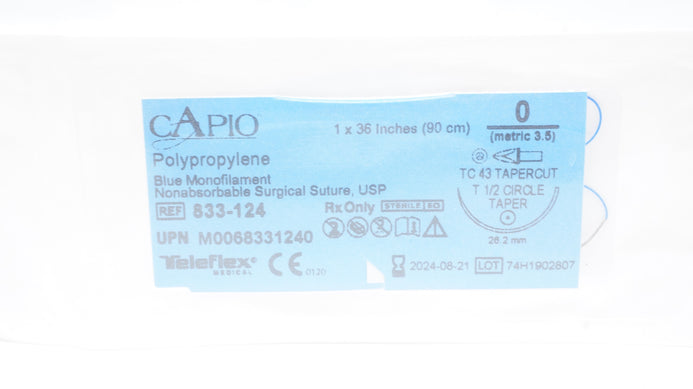 CAPIO
1 x 36 Inches (90 cm)
0
(metric 3.5)
Polypropylene
Blue Monofilament
Nonabsorbable Surgical Suture, USP
TC 43 TAPERCUT
T 1/2 CIRCLE
TAPER
26.2 mm
REF 833-124
Rx Only STERILE EO
UPN M0068331240
Teleflex®
MEDICAL
CE 0120
2024-08-21 LOT 74H1902807